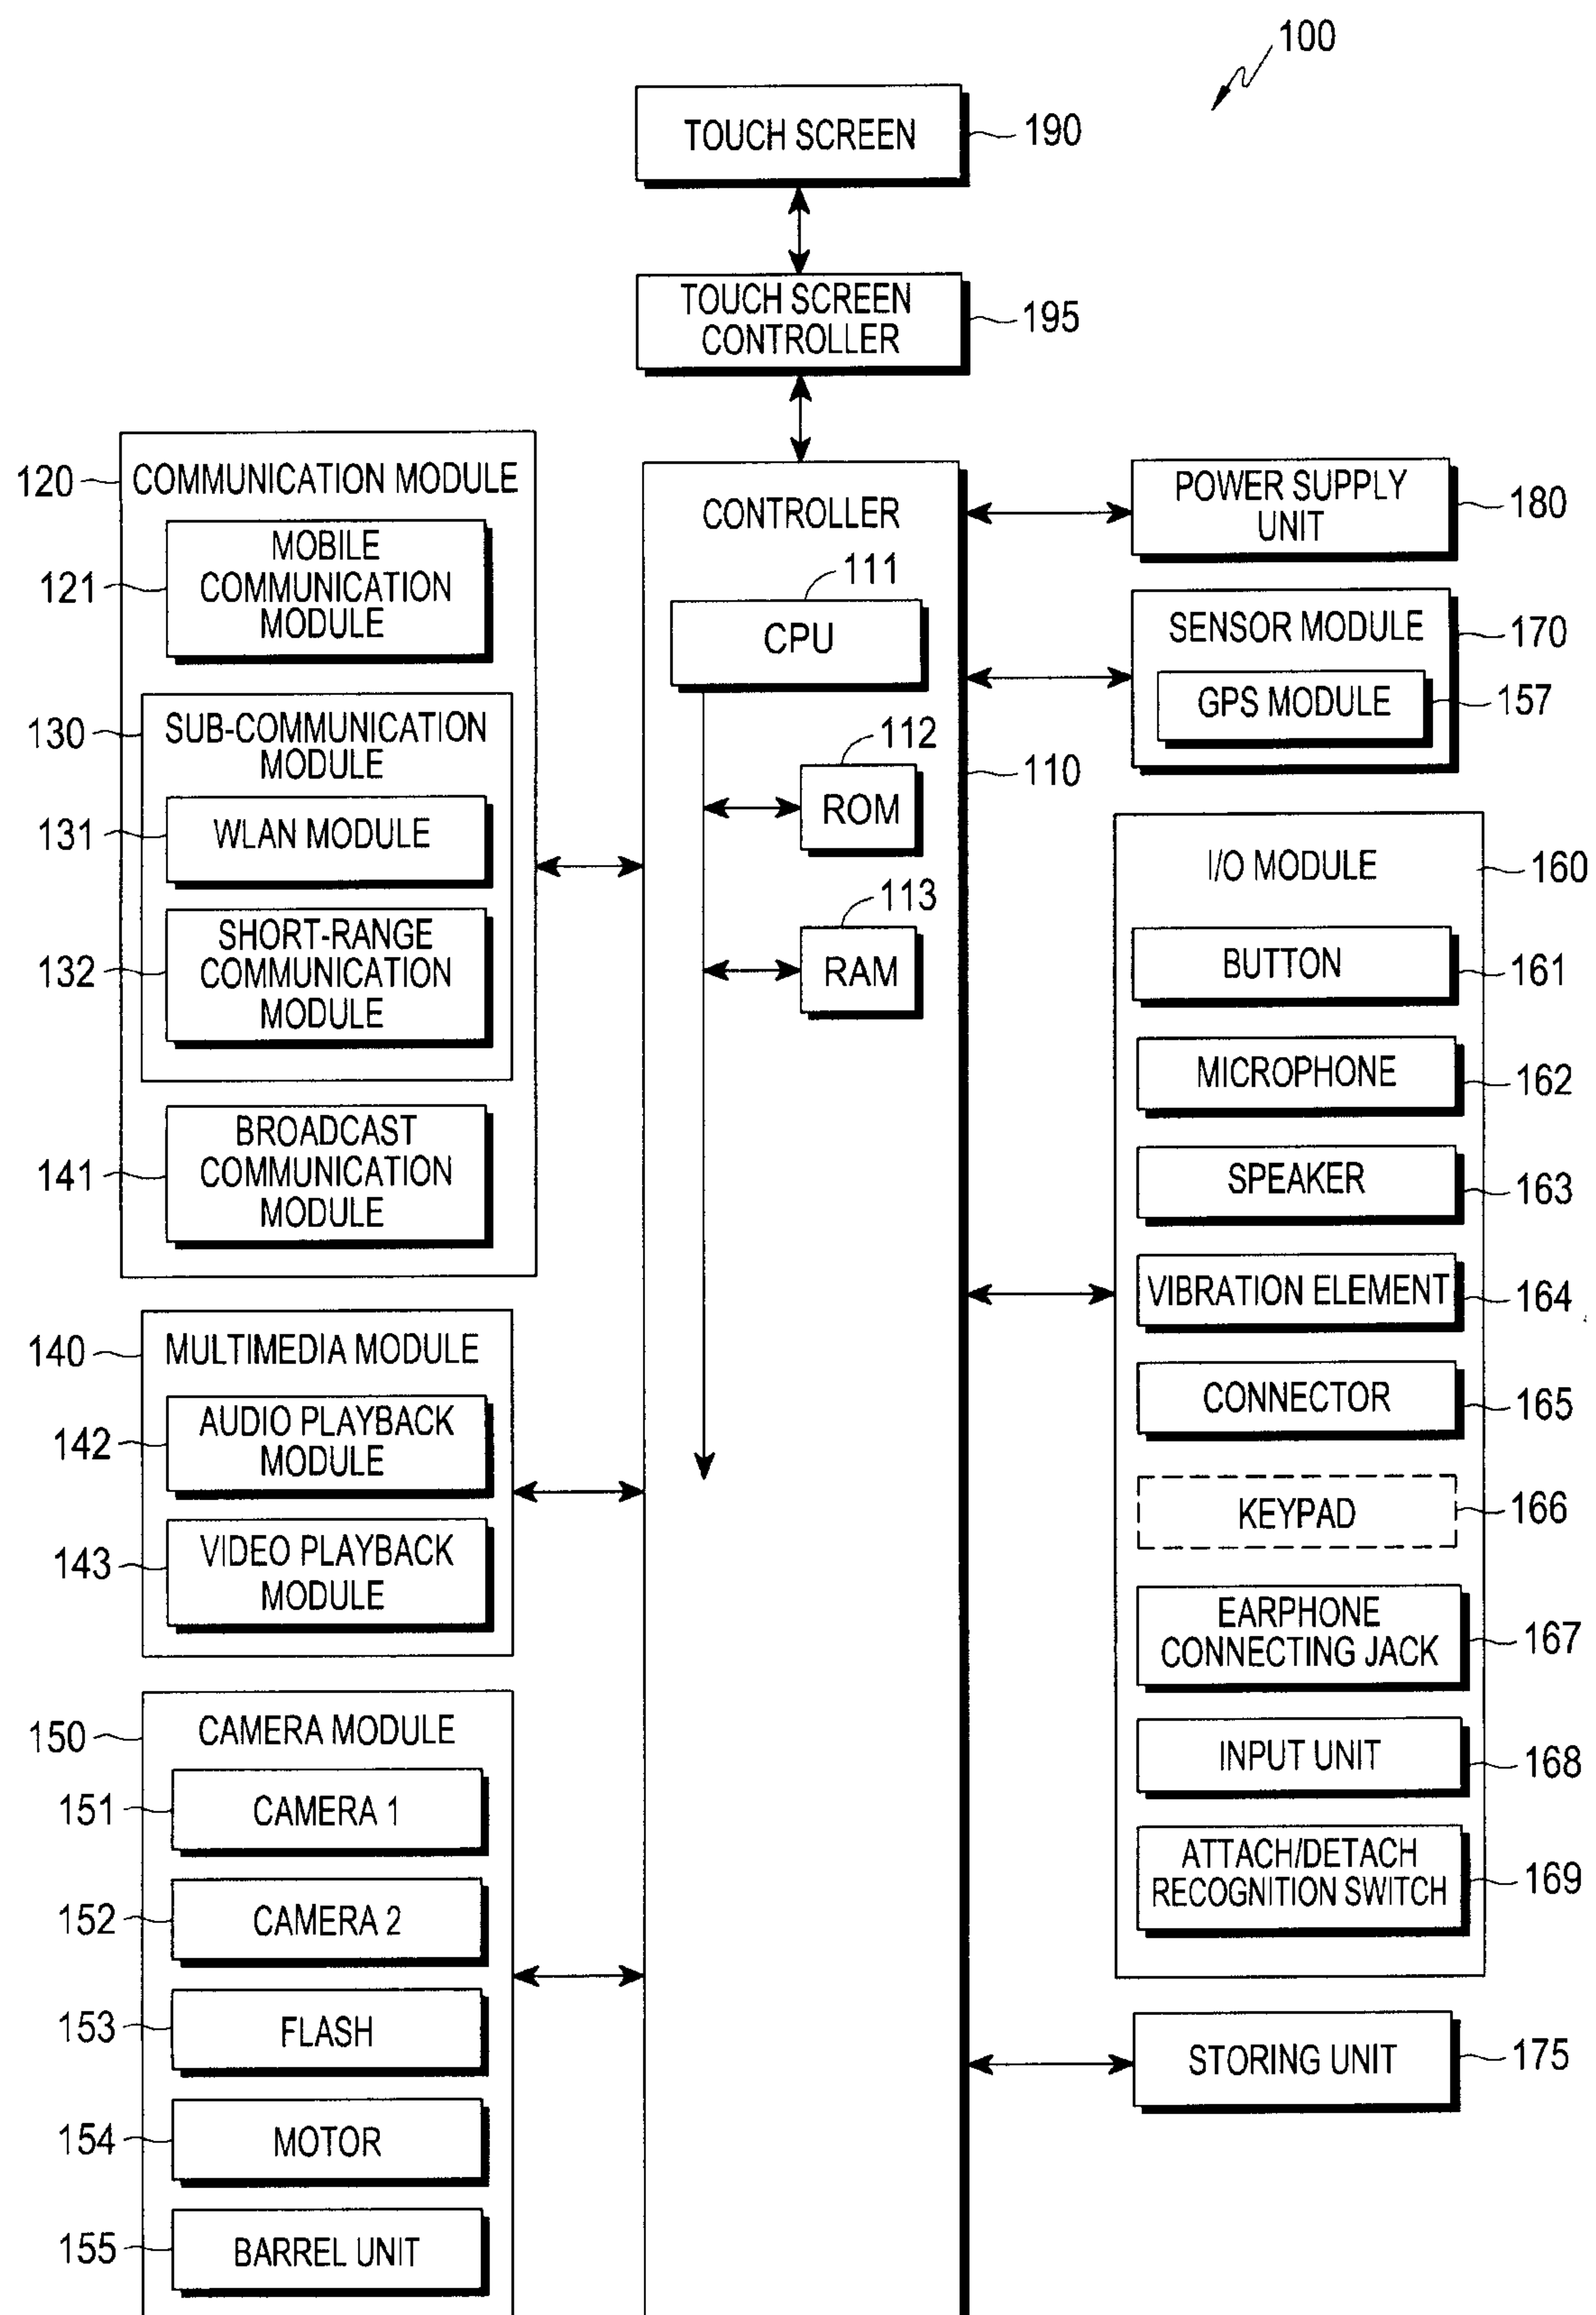 100
TOUCH SCREEN
190
TOUCH SCREEN
CONTROLLER
195
120
COMMUNICATION MODULE
121
MOBILE
COMMUNICATION
MODULE
130
SUB-COMMUNICATION
MODULE
131
WLAN MODULE
132
SHORT-RANGE
COMMUNICATION
MODULE
141
BROADCAST
COMMUNICATION
MODULE
140
MULTIMEDIA MODULE
142
AUDIO PLAYBACK
MODULE
143
VIDEO PLAYBACK
MODULE
150
CAMERA MODULE
151
CAMERA 1
152
CAMERA 2
153
FLASH
154
MOTOR
155
BARREL UNIT
CONTROLLER
111
CPU
112
ROM
113
RAM
110
POWER SUPPLY
UNIT
180
SENSOR MODULE
170
GPS MODULE
157
I/O MODULE
160
BUTTON
161
MICROPHONE
162
SPEAKER
163
VIBRATION ELEMENT
164
CONNECTOR
165
KEYPAD
166
EARPHONE
CONNECTING JACK
167
INPUT UNIT
168
ATTACH/DETACH
RECOGNITION SWITCH
169
STORING UNIT
175